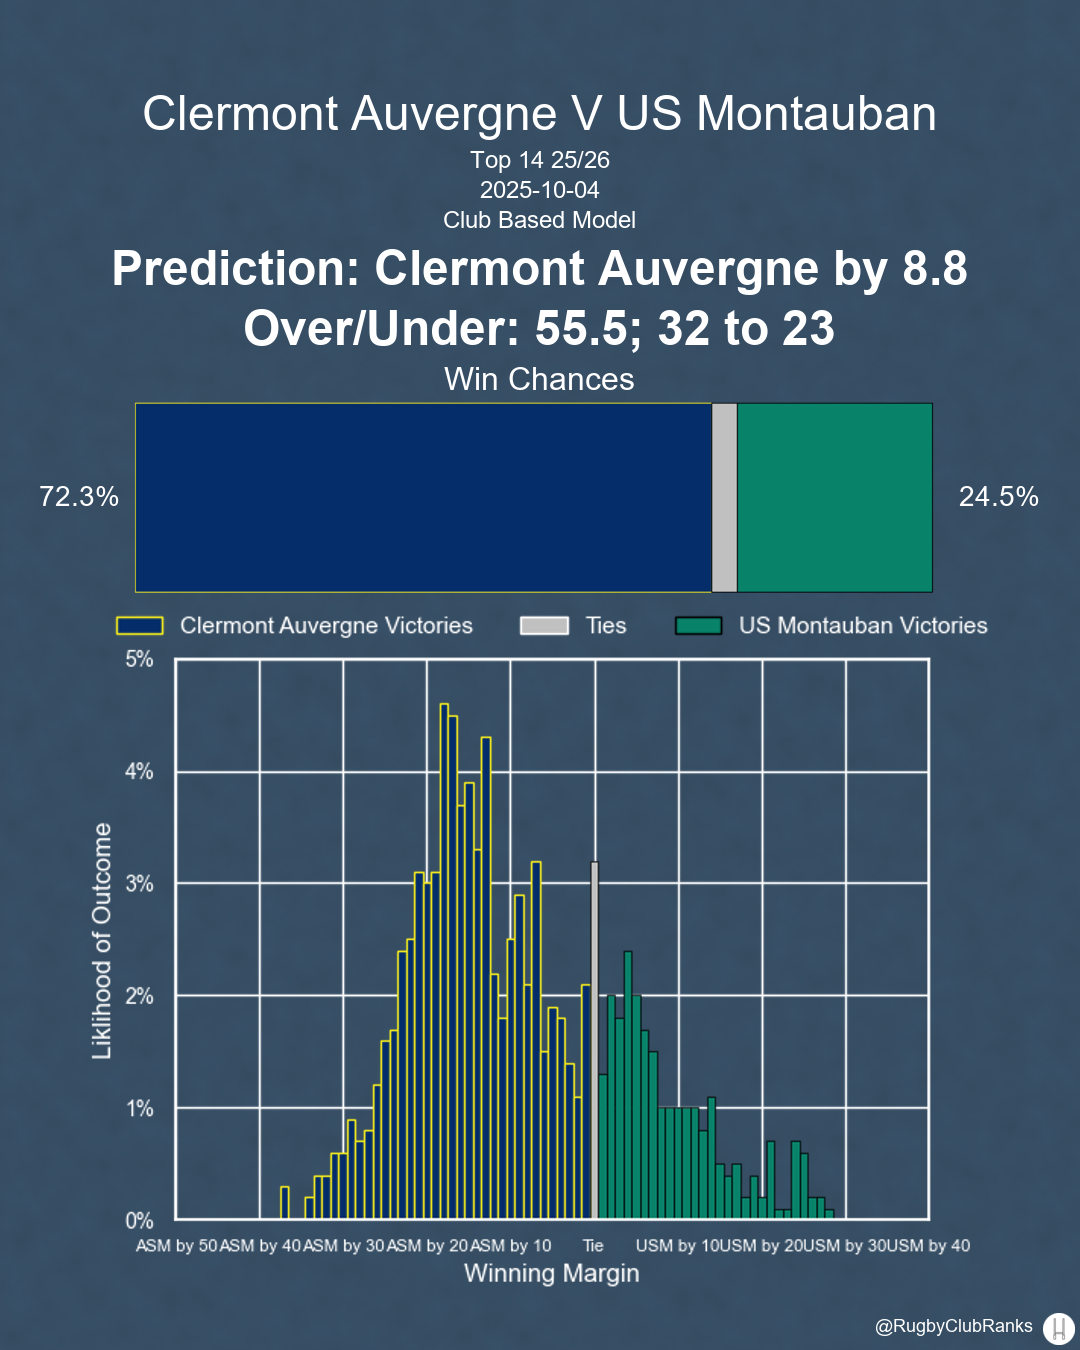 Clermont Auvergne V US Montauban
Top 14 25/26
2025-10-04
Club Based Model
Prediction: Clermont Auvergne by 8.8
Over/Under: 55.5; 32 to 23
Win Chances
72.3%
24.5%
Clermont Auvergne Victories
Ties
US Montauban Victories
5%
4%
3%
2%
1%
0%
Liklihood of Outcome
ASM by 50 ASM by 40 ASM by 30 ASM by 20 ASM by 10 Tie USM by 10 USM by 20 USM by 30 USM by 40
Winning Margin
@RugbyClubRanks